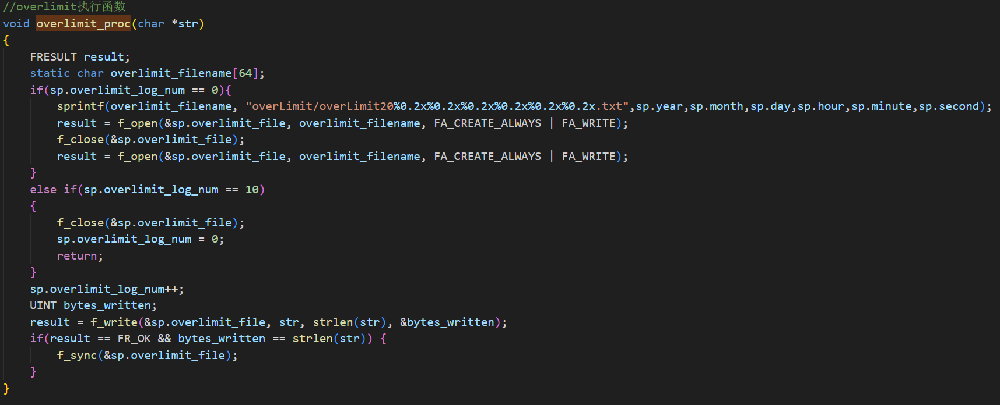 //overlimit执行函数
void overlimit_proc(char *str)
{
    FRESULT result;
    static char overlimit_filename[64];
    if(sp.overlimit_log_num == 0){
        sprintf(overlimit_filename, "overLimit/overLimit20%0.2x%0.2x%0.2x%0.2x%0.2x%0.2x.txt",sp.year,sp.month,sp.day,sp.hour,sp.minute,sp.second);
        result = f_open(&sp.overlimit_file, overlimit_filename, FA_CREATE_ALWAYS | FA_WRITE);
        f_close(&sp.overlimit_file);
        result = f_open(&sp.overlimit_file, overlimit_filename, FA_CREATE_ALWAYS | FA_WRITE);
    }
    else if(sp.overlimit_log_num == 10)
    {
        f_close(&sp.overlimit_file);
        sp.overlimit_log_num = 0;
        return;
    }
    sp.overlimit_log_num++;
    UINT bytes_written;
    result = f_write(&sp.overlimit_file, str, strlen(str), &bytes_written);
    if(result == FR_OK && bytes_written == strlen(str)) {
        f_sync(&sp.overlimit_file);
    }
}